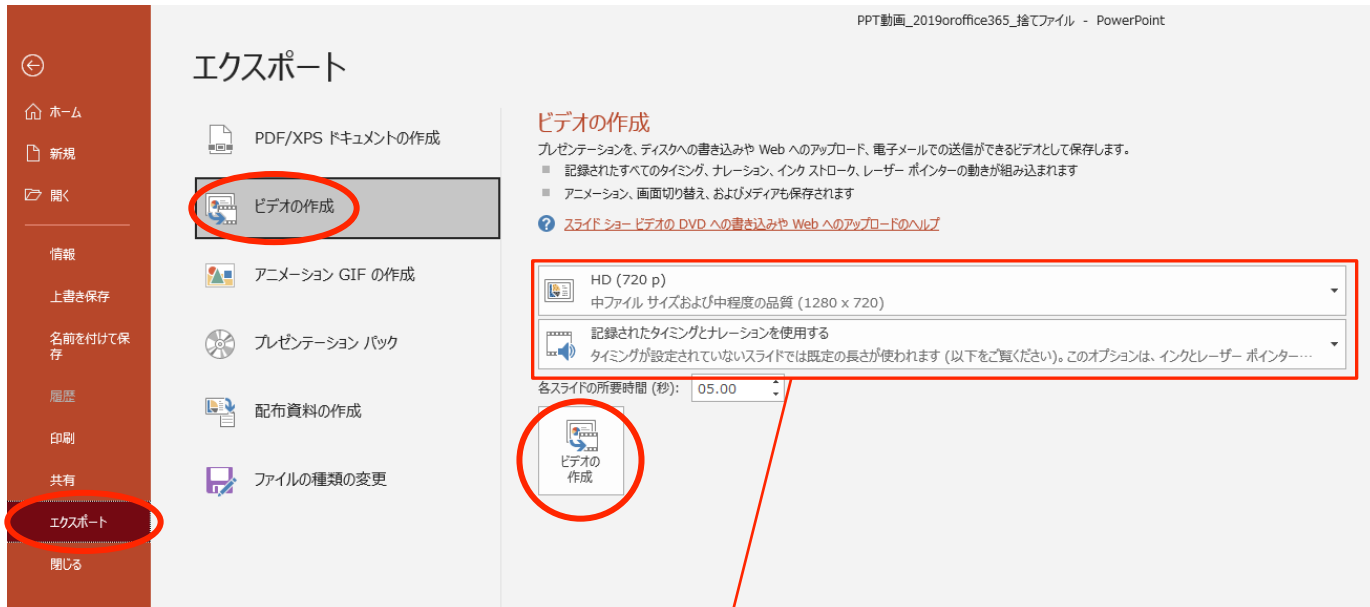 PPT動画_2019oroffice365_捨てファイル - PowerPoint
エクスポート
ホーム
新規
開く
情報
上書き保存
名前を付けて保
存
履歴
印刷
共有
エクスポート
閉じる
PDF/XPS ドキュメントの作成
ビデオの作成
アニメーション GIF の作成
プレゼンテーション パック
配布資料の作成
ファイルの種類の変更
ビデオの作成
プレゼンテーションを、ディスクへの書き込みや Web へのアップロード、電子メールでの送信ができるビデオとして保存します。
記録されたすべてのタイミング、ナレーション、インク ストローク、レーザー ポインターの動きが組み込まれます
アニメーション、画面切り替え、およびメディアも保存されます
スライド ショー ビデオの DVD への書き込みや Web へのアップロードのヘルプ
HD (720 p)
中ファイル サイズおよび中程度の品質 (1280 x 720)
記録されたタイミングとナレーションを使用する
タイミングが設定されていないスライドでは既定の長さが使われます (以下をご覧ください)。このオプションは、インクとレーザー ポインター…
各スライドの所要時間 (秒): 05.00
ビデオの
作成